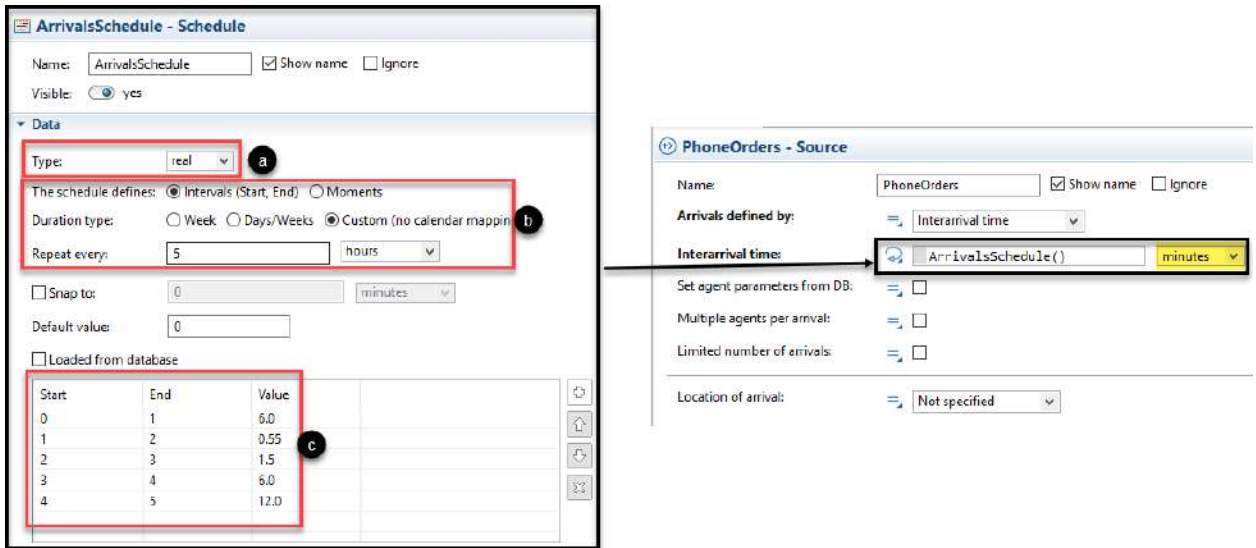 ArrivalsSchedule - Schedule
Name: ArrivalsSchedule Show name Ignore
Visible: yes
Data
Type: real a
The schedule defines: Intervals (Start, End) Moments
Duration type: Week Days/Weeks Custom (no calendar mappin b
Repeat every: 5 hours
Snap to: 0 minutes
Default value: 0
Loaded from database
Start End Value
0 1 6.0
1 2 0.55
2 3 1.5
3 4 6.0
4 5 12.0
c
PhoneOrders - Source
Name: PhoneOrders Show name Ignore
Arrivals defined by: Interarrival time
Interarrival time: ArrivalsSchedule() minutes
Set agent parameters from DB:
Multiple agents per arrival:
Limited number of arrivals:
Location of arrival: Not specified